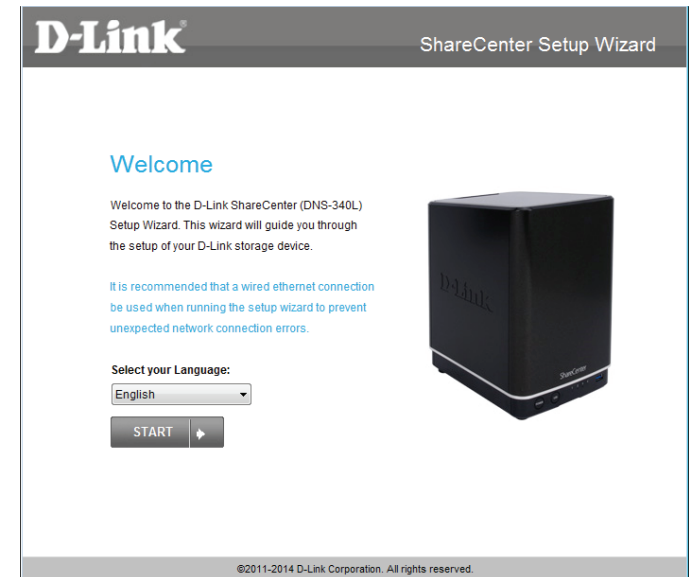 D-Link®
ShareCenter Setup Wizard
Welcome
Welcome to the D-Link ShareCenter (DNS-340L)
Setup Wizard. This wizard will guide you through
the setup of your D-Link storage device.
It is recommended that a wired ethernet connection
be used when running the setup wizard to prevent
unexpected network connection errors.
Select your Language:
English
START
D-Link
ShareCenter
©2011-2014 D-Link Corporation. All rights reserved.